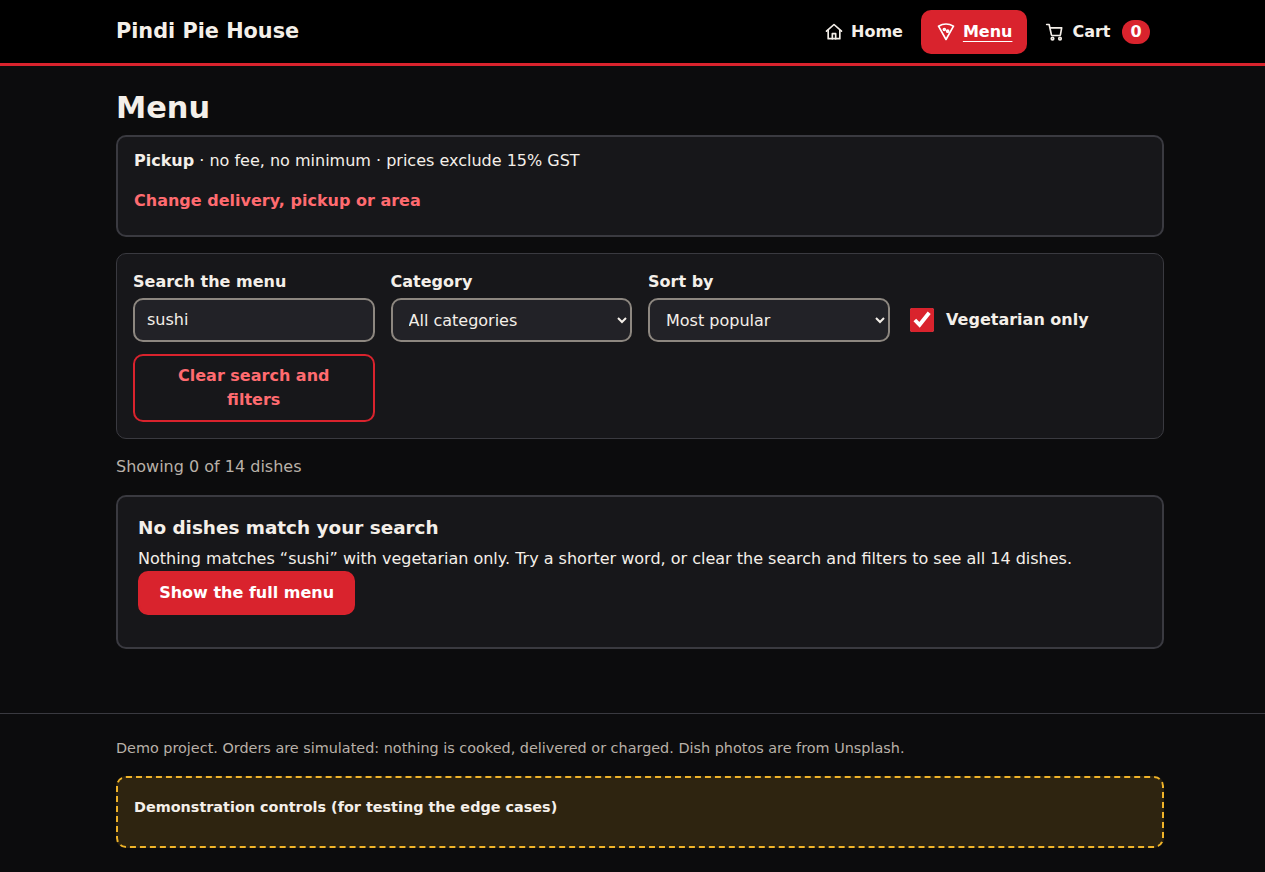 Pindi Pie House
Home
Menu
Cart
0
Menu
Pickup · no fee, no minimum · prices exclude 15% GST
Change delivery, pickup or area
Search the menu
Category
Sort by
sushi
All categories
Most popular
Vegetarian only
Clear search and
filters
Showing 0 of 14 dishes
No dishes match your search
Nothing matches “sushi” with vegetarian only. Try a shorter word, or clear the search and filters to see all 14 dishes.
Show the full menu
Demo project. Orders are simulated: nothing is cooked, delivered or charged. Dish photos are from Unsplash.
Demonstration controls (for testing the edge cases)